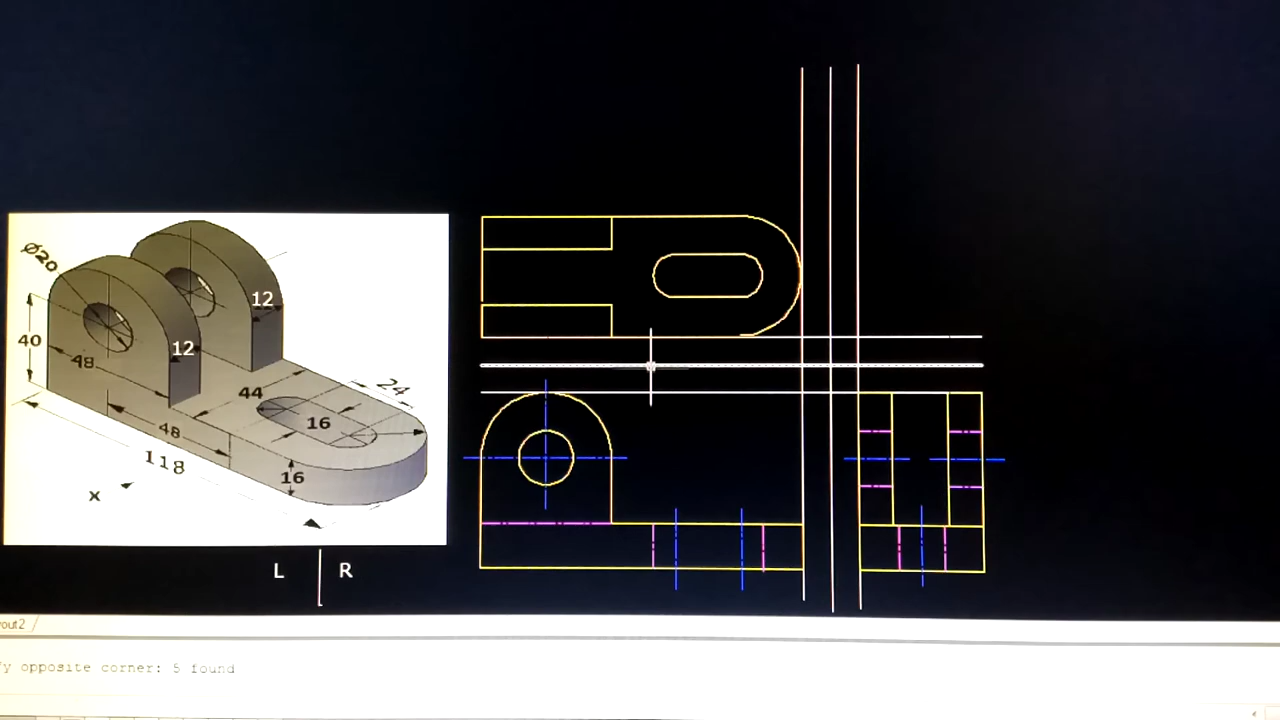 Ø20
12
40
12
48
44
24
16
48
118
16
x
L
R
out2
y opposite corner: 5 found